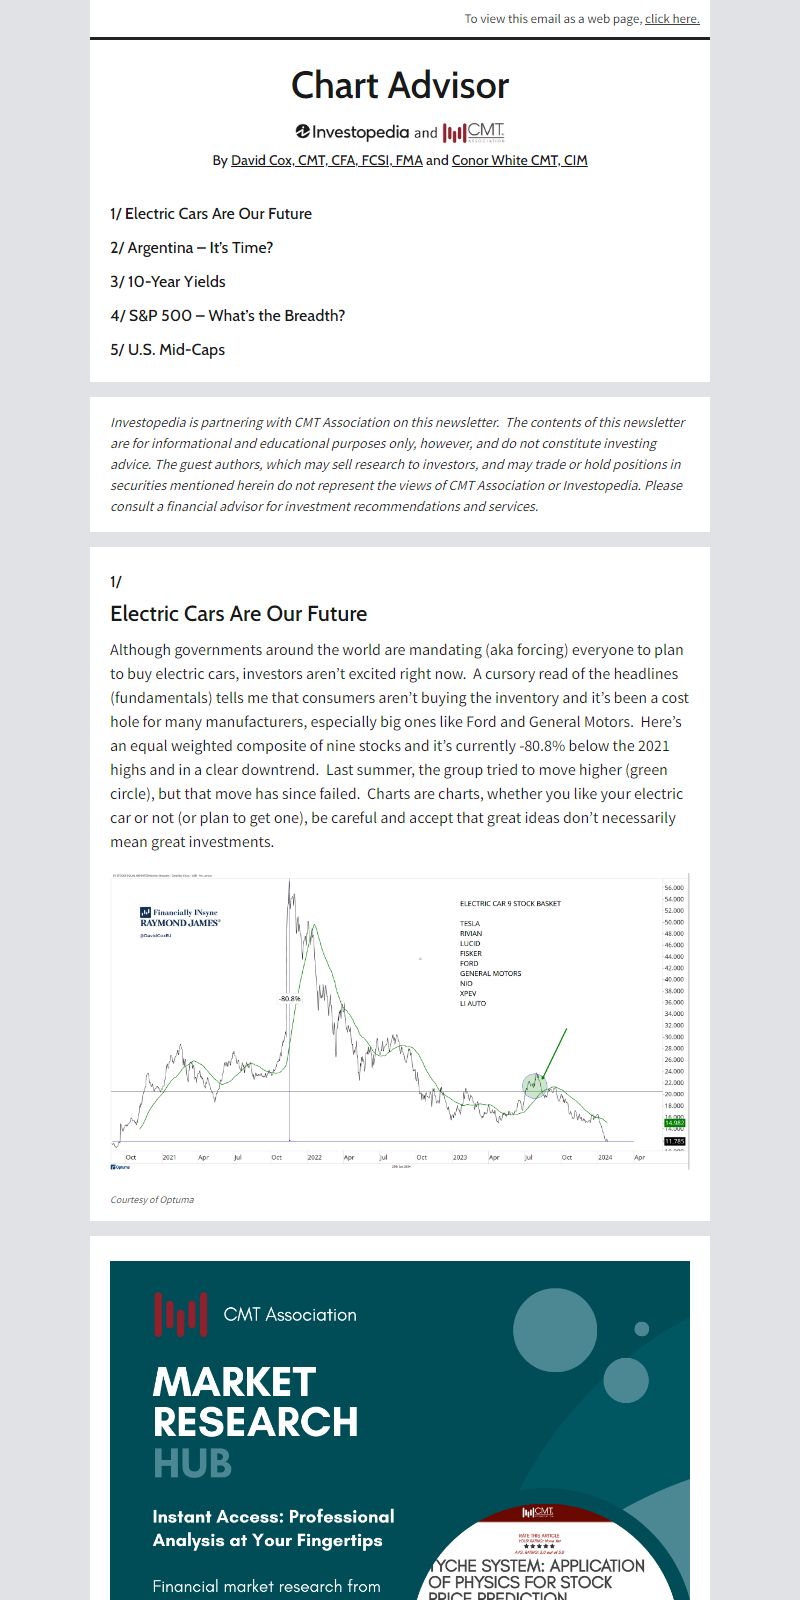 To view this email as a web page, click here.
Chart Advisor
Investopedia and CMT ASSOCIATION
By David Cox, CMT, CFA, FCSI, FMA and Conor White CMT, CIM
1/ Electric Cars Are Our Future
2/ Argentina – It's Time?
3/ 10-Year Yields
4/ S&P 500 – What's the Breadth?
5/ U.S. Mid-Caps
Investopedia is partnering with CMT Association on this newsletter. The contents of this newsletter
are for informational and educational purposes only, however, and do not constitute investing
advice. The guest authors, which may sell research to investors, and may trade or hold positions in
securities mentioned herein do not represent the views of CMT Association or Investopedia. Please
consult a financial advisor for investment recommendations and services.
1/
Electric Cars Are Our Future
Although governments around the world are mandating (aka forcing) everyone to plan
to buy electric cars, investors aren't excited right now. A cursory read of the headlines
(fundamentals) tells me that consumers aren't buying the inventory and it's been a cost
hole for many manufacturers, especially big ones like Ford and General Motors. Here's
an equal weighted composite of nine stocks and it's currently -80.8% below the 2021
highs and in a clear downtrend. Last summer, the group tried to move higher (green
circle), but that move has since failed. Charts are charts, whether you like your electric
car or not (or plan to get one), be careful and accept that great ideas don't necessarily
mean great investments.
Financially INsync
RAYMOND JAMES®
@DavidCoxRJ
ELECTRIC CAR 9 STOCK BASKET
TESLA
RIVIAN
LUCID
FISKER
FORD
GENERAL MOTORS
NIO
XPEV
LI AUTO
-80.8%
56.000
54.000
52.000
50.000
48.000
46.000
44.000
42.000
40.000
38.000
36.000
34.000
32.000
30.000
28.000
26.000
24.000
22.000
20.000
18.000
16.000
14.982
14.000
11.785
Oct 2021 Apr Jul Oct 2022 Apr Jul Oct 2023 Apr Jul Oct 2024 Apr
Optuma
Courtesy of Optuma
CMT Association
MARKET
RESEARCH
HUB
Instant Access: Professional
Analysis at Your Fingertips
Financial market research from
CMT
RATE THIS ARTICLE
TYCHE SYSTEM: APPLICATION
OF PHYSICS FOR STOCK
PRICE PREDICTION